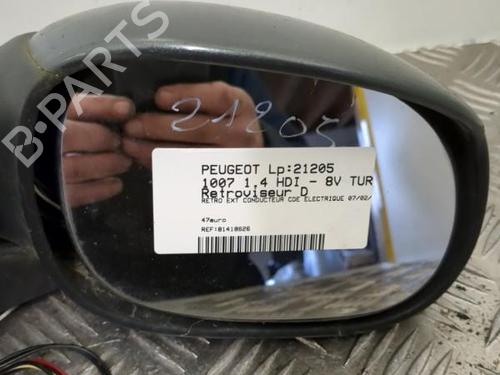 B-PARTS
21205
PEUGEOT Lp:21205
1007 1.4 HDI - 8V TUR
Retroviseur D
RETRO EXT CONDUCTEUR CDE ELECTRIQUE 07/02/
47euro
REF:81418626